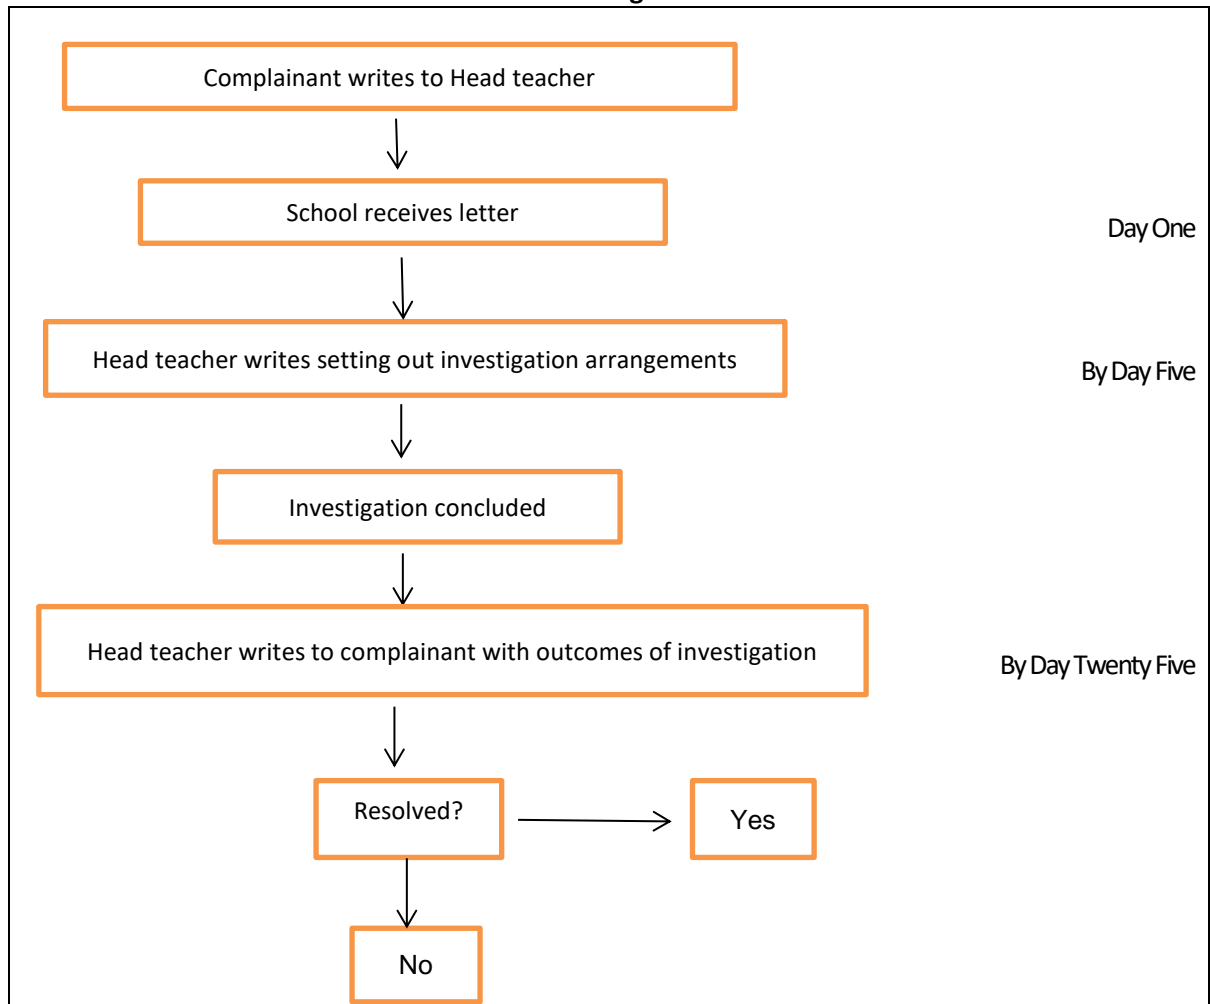 Complainant writes to Head teacher
School receives letter
Day One
Head teacher writes setting out investigation arrangements
By Day Five
Investigation concluded
Head teacher writes to complainant with outcomes of investigation
By Day Twenty Five
Resolved?
Yes
No